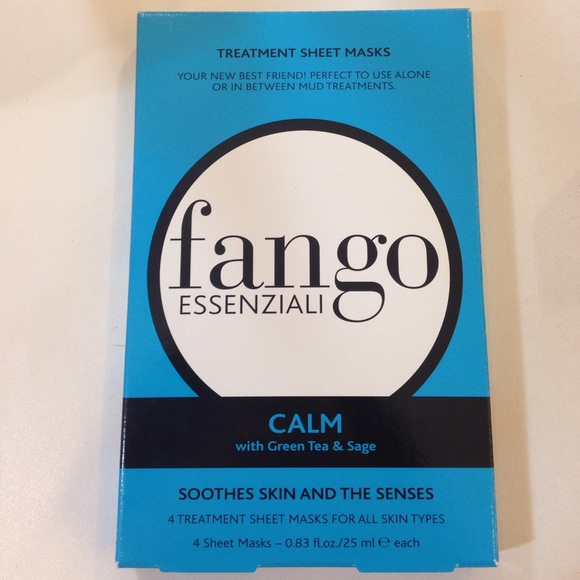 TREATMENT SHEET MASKS
YOUR NEW BEST FRIEND! PERFECT TO USE ALONE
OR IN BETWEEN MUD TREATMENTS.
fango
ESSENZIALI
CALM
with Green Tea & Sage
SOOTHES SKIN AND THE SENSES
4 TREATMENT SHEET MASKS FOR ALL SKIN TYPES
4 Sheet Masks – 0.83 fl.oz./25 ml ℮ each